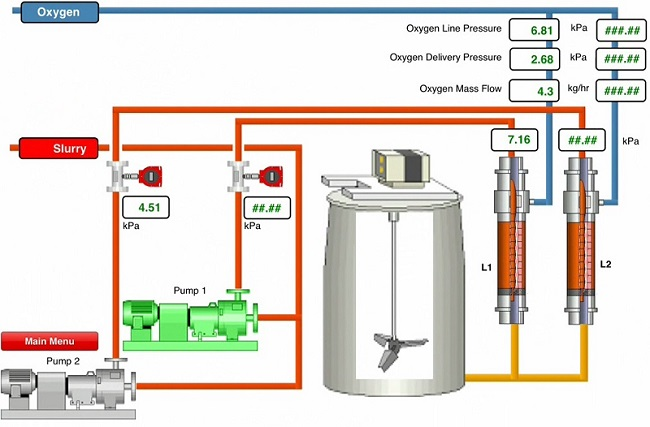 Oxygen
Oxygen Line Pressure 6.81 kPa ###.##
Oxygen Delivery Pressure 2.68 kPa ###.##
Oxygen Mass Flow 4.3 kg/hr ###.##
Slurry 7.16 ##.## kPa
4.51 ##.##
kPa kPa
L1 L2
Pump 1
Main Menu
Pump 2